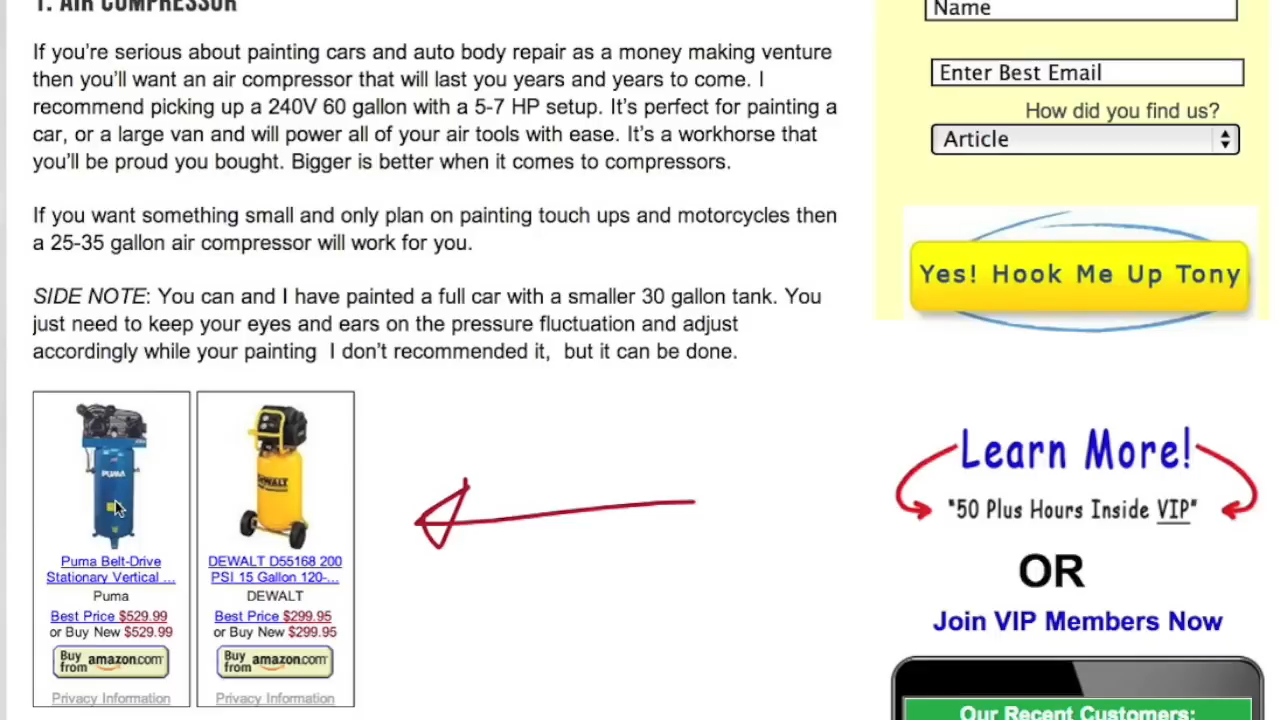 1. AIR COMPRESSOR
If you’re serious about painting cars and auto body repair as a money making venture
then you’ll want an air compressor that will last you years and years to come. I
recommend picking up a 240V 60 gallon with a 5-7 HP setup. It’s perfect for painting a
car, or a large van and will power all of your air tools with ease. It’s a workhorse that
you’ll be proud you bought. Bigger is better when it comes to compressors.
If you want something small and only plan on painting touch ups and motorcycles then
a 25-35 gallon air compressor will work for you.
SIDE NOTE: You can and I have painted a full car with a smaller 30 gallon tank. You
just need to keep your eyes and ears on the pressure fluctuation and adjust
accordingly while your painting  I don’t recommended it,  but it can be done.
PUMA
Puma Belt-Drive
Stationary Vertical ...
Puma
Best Price $529.99
or Buy New $529.99
Buy from amazon.com
Privacy Information
DEWALT
DEWALT D55168 200
PSI 15 Gallon 120-...
DEWALT
Best Price $299.95
or Buy New $299.95
Buy from amazon.com
Privacy Information
Name
Enter Best Email
How did you find us?
Article
Yes! Hook Me Up Tony
Learn More!
"50 Plus Hours Inside VIP"
OR
Join VIP Members Now
Our Recent Customers: